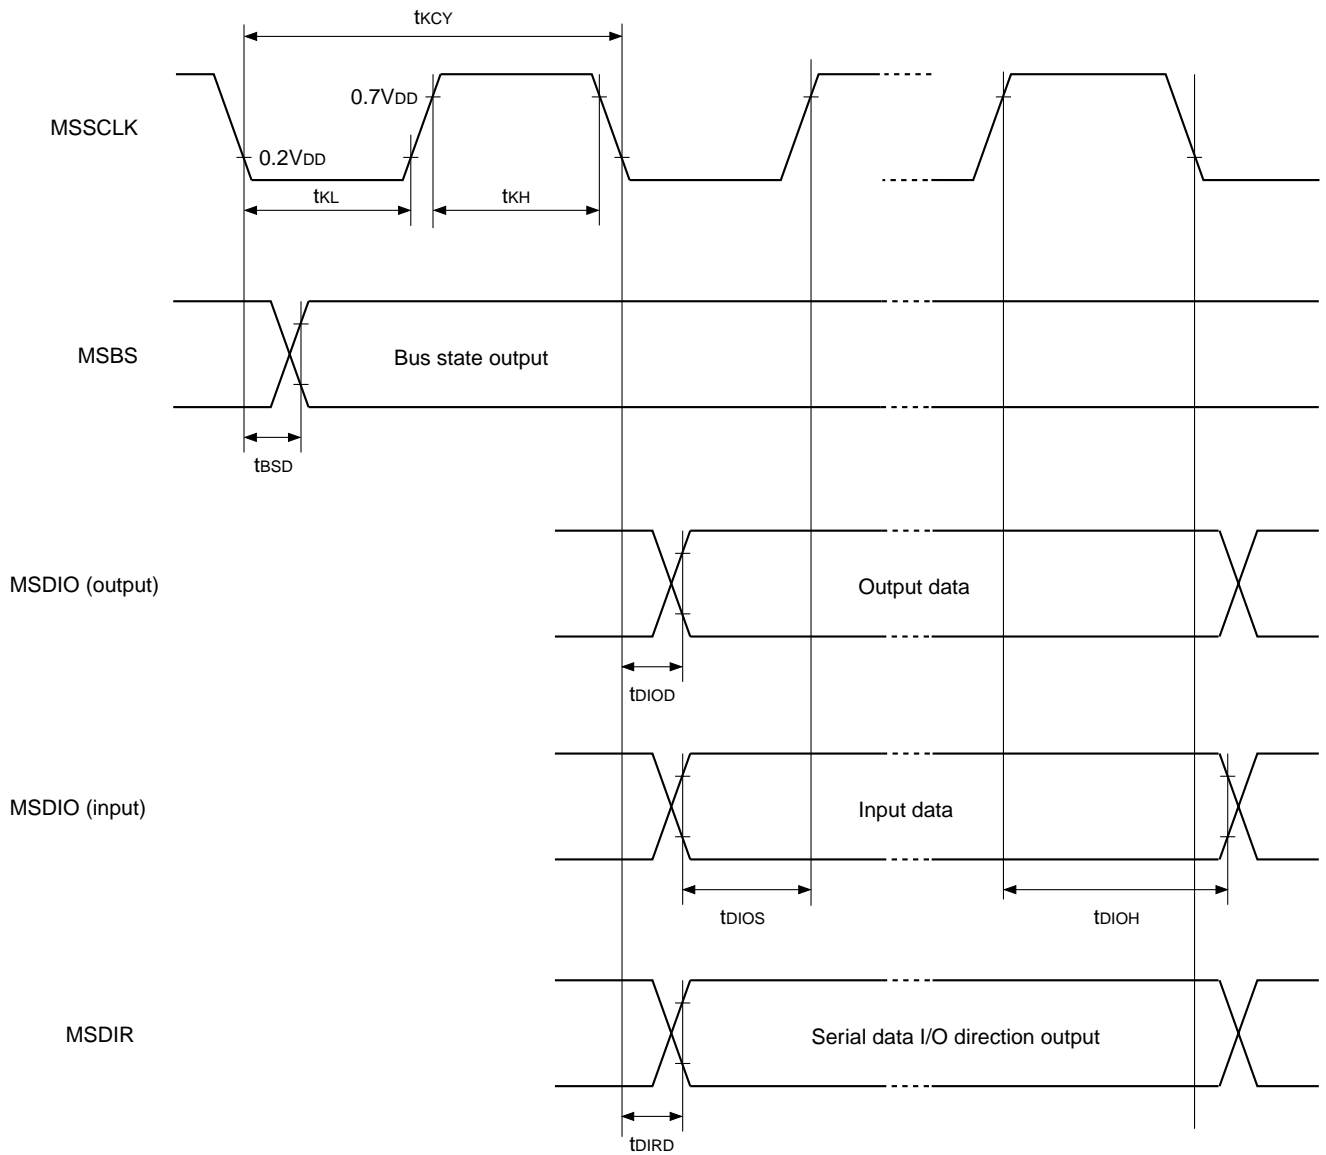 tKCY
0.7VDD
MSSCLK
0.2VDD
tKL
tKH
MSBS
Bus state output
tBSD
MSDIO (output)
Output data
tDIOD
MSDIO (input)
Input data
tDIOS
tDIOH
MSDIR
Serial data I/O direction output
tDIRD